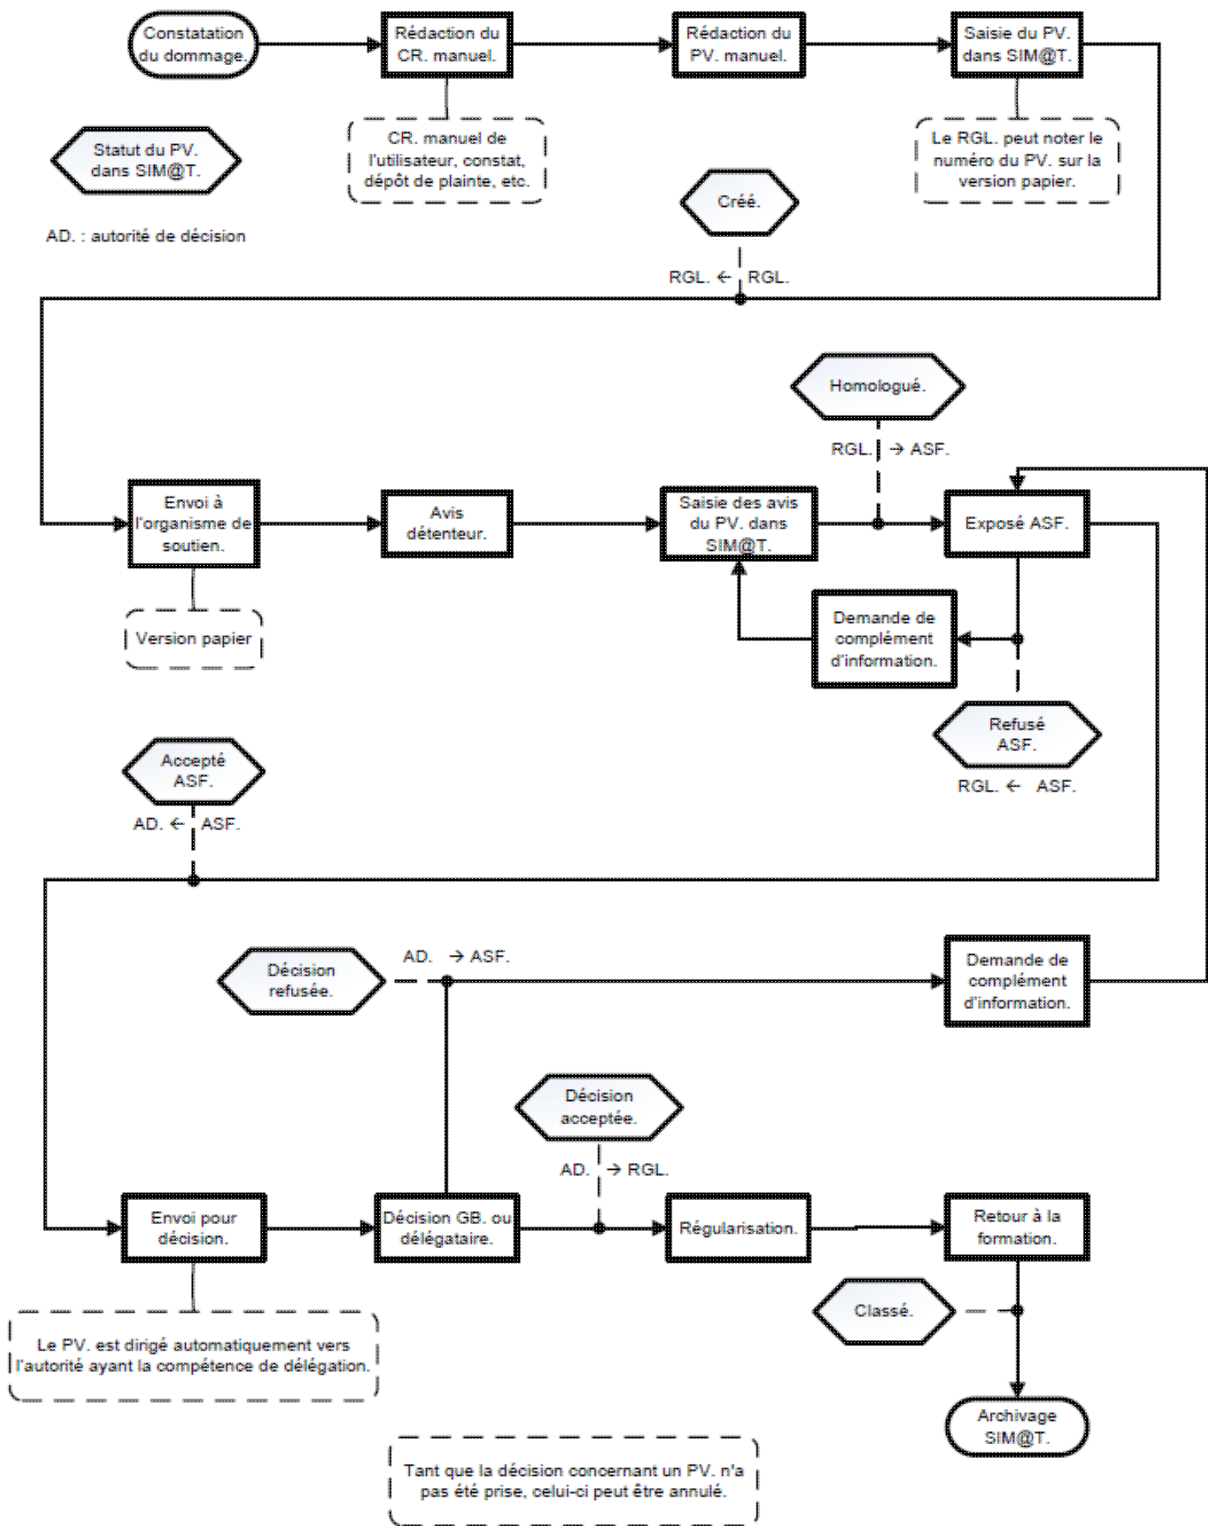 Constatation
du dommage.
Rédaction du
CR. manuel.
Rédaction du
PV. manuel.
Saisie du PV.
dans SIM@T.
Statut du PV.
dans SIM@T.
CR. manuel de
l'utilisateur, constat,
dépôt de plainte, etc.
Le RGL. peut noter le
numéro du PV. sur la
version papier.
Créé.
AD. : autorité de décision
RGL. ← RGL.
Homologué.
RGL. → ASF.
Envoi à
l'organisme de
soutien.
Avis
détenteur.
Saisie des avis
du PV. dans
SIM@T.
Exposé ASF.
Version papier
Demande de
complément
d'information.
Refusé
ASF.
RGL. ← ASF.
Accepté
ASF.
AD. ← ASF.
Décision
refusée.
AD. → ASF.
Demande de
complément
d'information.
Décision
acceptée.
AD. → RGL.
Envoi pour
décision.
Décision GB. ou
délégataire.
Régularisation.
Retour à la
formation.
Classé.
Le PV. est dirigé automatiquement vers
l'autorité ayant la compétence de délégation.
Archivage
SIM@T.
Tant que la décision concernant un PV. n'a
pas été prise, celui-ci peut être annulé.